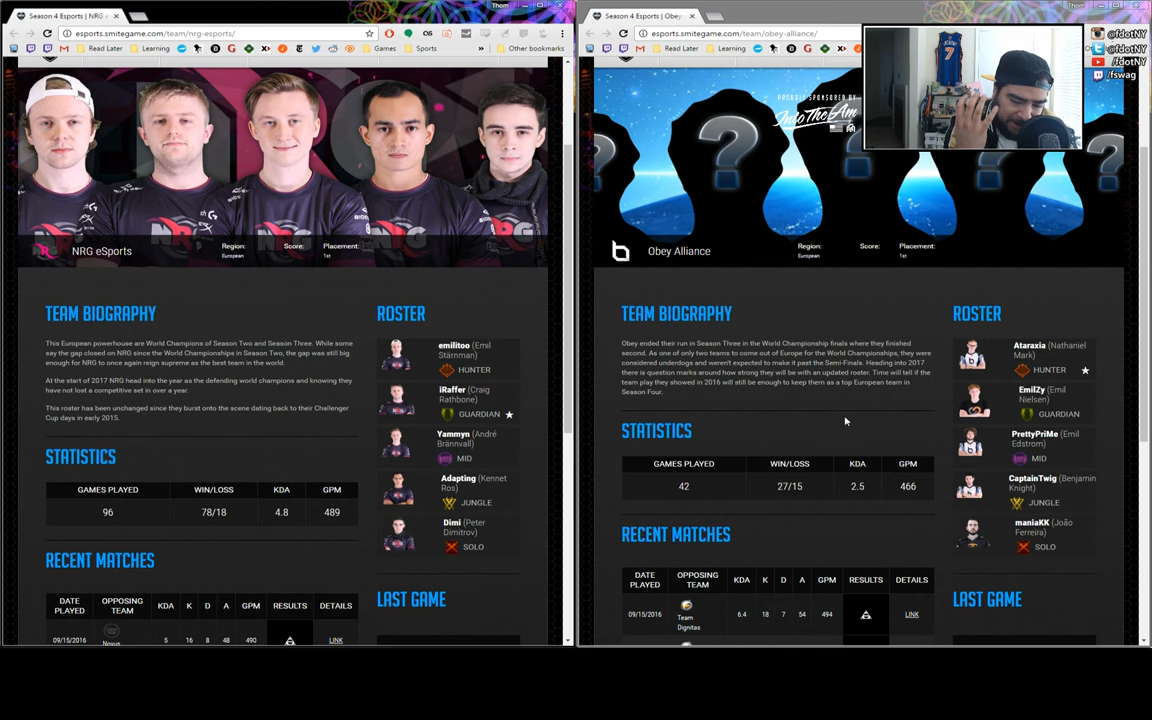 Thom
Season 4 Esports | NRG e
esports.smitegame.com/team/nrg-esports/
Read Later
Learning
Games
Sports
Other bookmarks
NRG eSports
Region:
European
Score:
Placement:
1st
TEAM BIOGRAPHY
This European powerhouse are World Champions of Season Two and Season Three. While some
say the gap closed on NRG since the World Championships in Season Two, the gap was still big
enough for NRG to once again reign supreme as the best team in the world.
At the start of 2017 NRG head into the year as the defending world champions and knowing they
have not lost a competitive set in over a year.
This roster has been unchanged since they burst onto the scene dating back to their Challenger
Cup days in early 2015.
STATISTICS
GAMES PLAYED WIN/LOSS KDA GPM
96 78/18 4.8 489
RECENT MATCHES
DATE PLAYED OPPOSING TEAM KDA K D A GPM RESULTS DETAILS
09/15/2016 Novus 5 16 8 48 490 LINK
ROSTER
emilitoo (Emil
Stärnman)
HUNTER
iRaffer (Craig
Rathbone)
GUARDIAN
Yammyn (André
Brännvall)
MID
Adapting (Kennet
Ros)
JUNGLE
Dimi (Peter
Dimitrov)
SOLO
LAST GAME
Thom
Season 4 Esports | Obey
esports.smitegame.com/team/obey-alliance/
Read Later
Learning
PROUDLY SPONSORED BY
IntoTheAm
@fdotNY
@fdotNY
/fdotNY
/fswag
Obey Alliance
Region:
European
Score:
Placement:
1st
TEAM BIOGRAPHY
Obey ended their run in Season Three in the World Championship finals where they finished
second. As one of only two teams to come out of Europe for the World Championships, they were
considered underdogs and weren't expected to make it past the Semi-Finals. Heading into 2017
there is question marks around how strong they will be with an updated roster. Time will tell if the
team play they showed in 2016 will still be enough to keep them as a top European team in
Season Four.
STATISTICS
GAMES PLAYED WIN/LOSS KDA GPM
42 27/15 2.5 466
RECENT MATCHES
DATE PLAYED OPPOSING TEAM KDA K D A GPM RESULTS DETAILS
09/15/2016 Team Dignitas 6.4 18 7 54 494 LINK
ROSTER
Ataraxia (Nathaniel
Mark)
HUNTER
EmilZy (Emil
Nielsen)
GUARDIAN
PrettyPriMe (Emil
Edstrom)
MID
CaptainTwig (Benjamin
Knight)
JUNGLE
maniaKK (João
Ferreira)
SOLO
LAST GAME